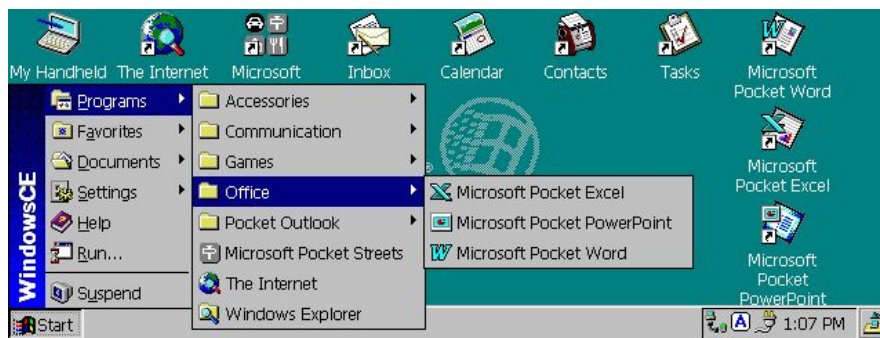 My Handheld The Internet Microsoft Inbox Calendar Contacts Tasks Microsoft
Pocket Word
Microsoft
Pocket Excel
Microsoft
Pocket
PowerPoint
WindowsCE
Programs
Favorites
Documents
Settings
Help
Run...
Suspend
Accessories
Communication
Games
Office
Pocket Outlook
Microsoft Pocket Streets
The Internet
Windows Explorer
Microsoft Pocket Excel
Microsoft Pocket PowerPoint
Microsoft Pocket Word
Start
A 1:07 PM